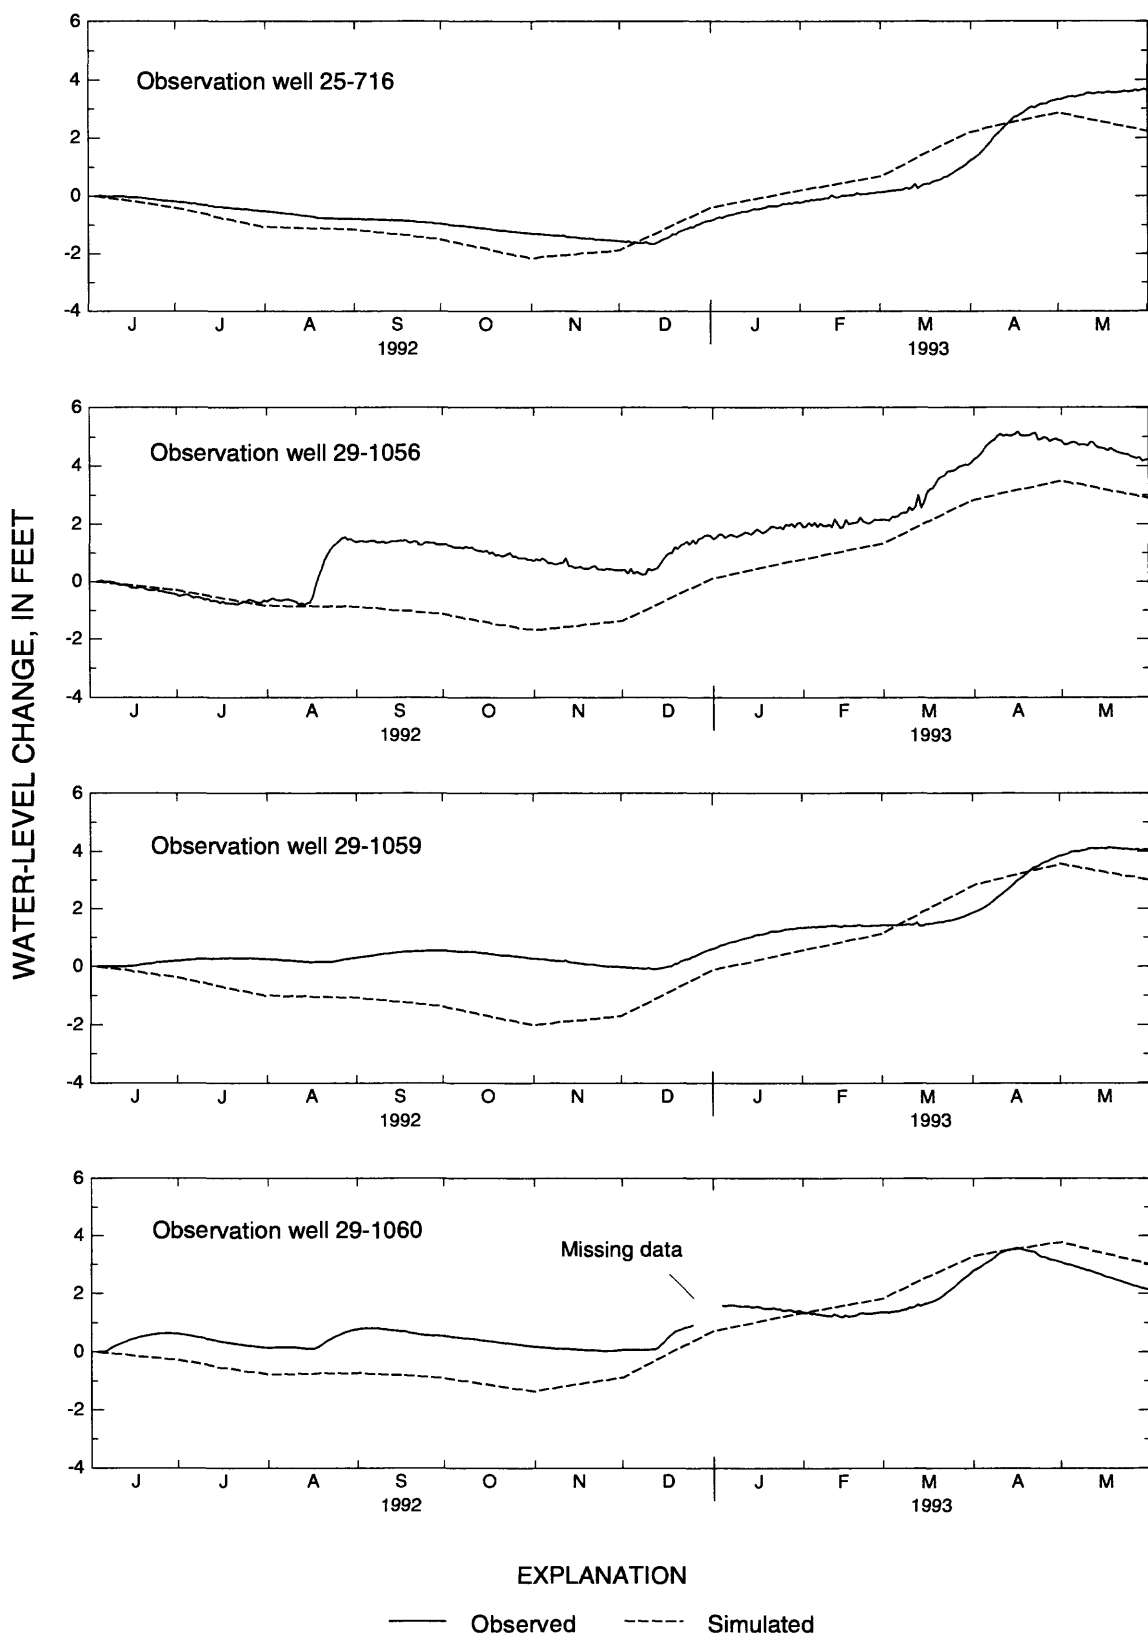 WATER-LEVEL CHANGE, IN FEET
Observation well 25-716
6
4
2
0
-2
-4
J J A S O N D J F M A M
1992 1993
Observation well 29-1056
6
4
2
0
-2
-4
J J A S O N D J F M A M
1992 1993
Observation well 29-1059
6
4
2
0
-2
-4
J J A S O N D J F M A M
1992 1993
Observation well 29-1060
Missing data
6
4
2
0
-2
-4
J J A S O N D J F M A M
1992 1993
EXPLANATION
Observed Simulated